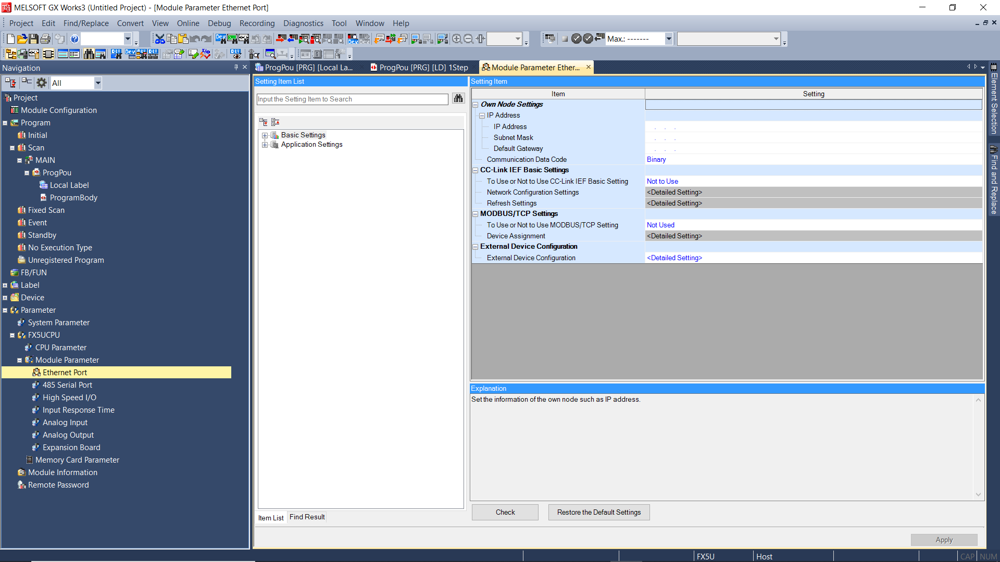 MELSOFT GX Works3 (Untitled Project) - [Module Parameter Ethernet Port]
Project Edit Find/Replace Convert View Online Debug Recording Diagnostics Tool Window Help
Max.: -------
Navigation
All
Project
Module Configuration
Program
Initial
Scan
MAIN
ProgPou
Local Label
ProgramBody
Fixed Scan
Event
Standby
No Execution Type
Unregistered Program
FB/FUN
Label
Device
Parameter
System Parameter
FX5UCPU
CPU Parameter
Module Parameter
Ethernet Port
485 Serial Port
High Speed I/O
Input Response Time
Analog Input
Analog Output
Expansion Board
Memory Card Parameter
Module Information
Remote Password
ProgPou [PRG] [Local La...
ProgPou [PRG] [LD] 1Step
Module Parameter Ether...
Setting Item List
Input the Setting Item to Search
Basic Settings
Application Settings
Item List
Find Result
Setting Item
Item Setting
Own Node Settings
IP Address
IP Address . . .
Subnet Mask . . .
Default Gateway . . .
Communication Data Code Binary
CC-Link IEF Basic Settings
To Use or Not to Use CC-Link IEF Basic Setting Not to Use
Network Configuration Settings <Detailed Setting>
Refresh Settings <Detailed Setting>
MODBUS/TCP Settings
To Use or Not to Use MODBUS/TCP Setting Not Used
Device Assignment <Detailed Setting>
External Device Configuration
External Device Configuration <Detailed Setting>
Explanation
Set the information of the own node such as IP address.
Check
Restore the Default Settings
Apply
Element Selection
Find and Replace
FX5U Host CAP NUM